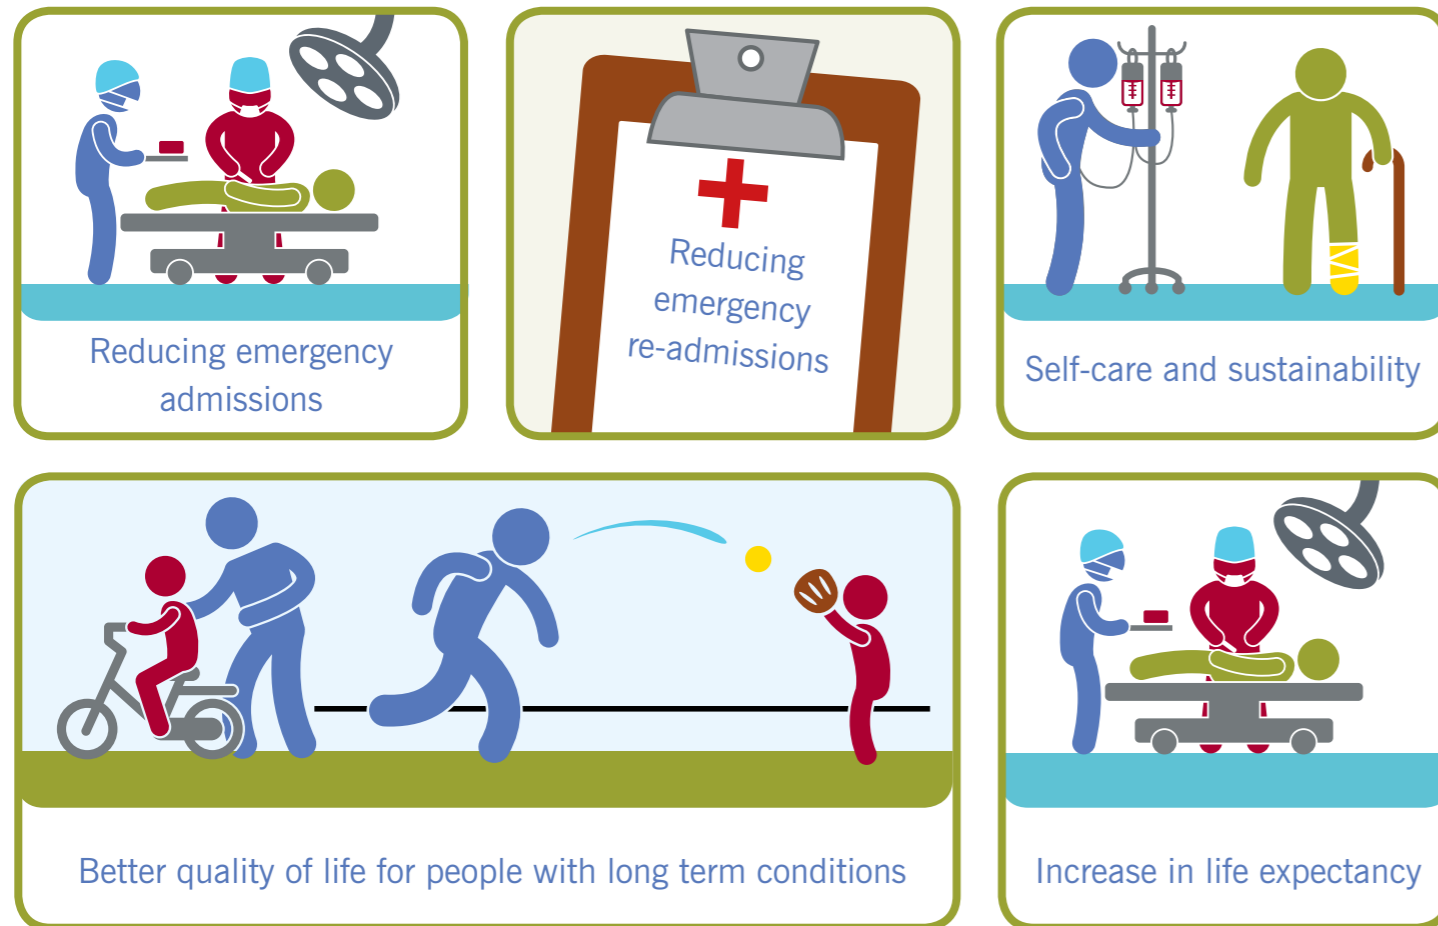 Reducing emergency
admissions
Reducing
emergency
re-admissions
Self-care and sustainability
Better quality of life for people with long term conditions
Increase in life expectancy